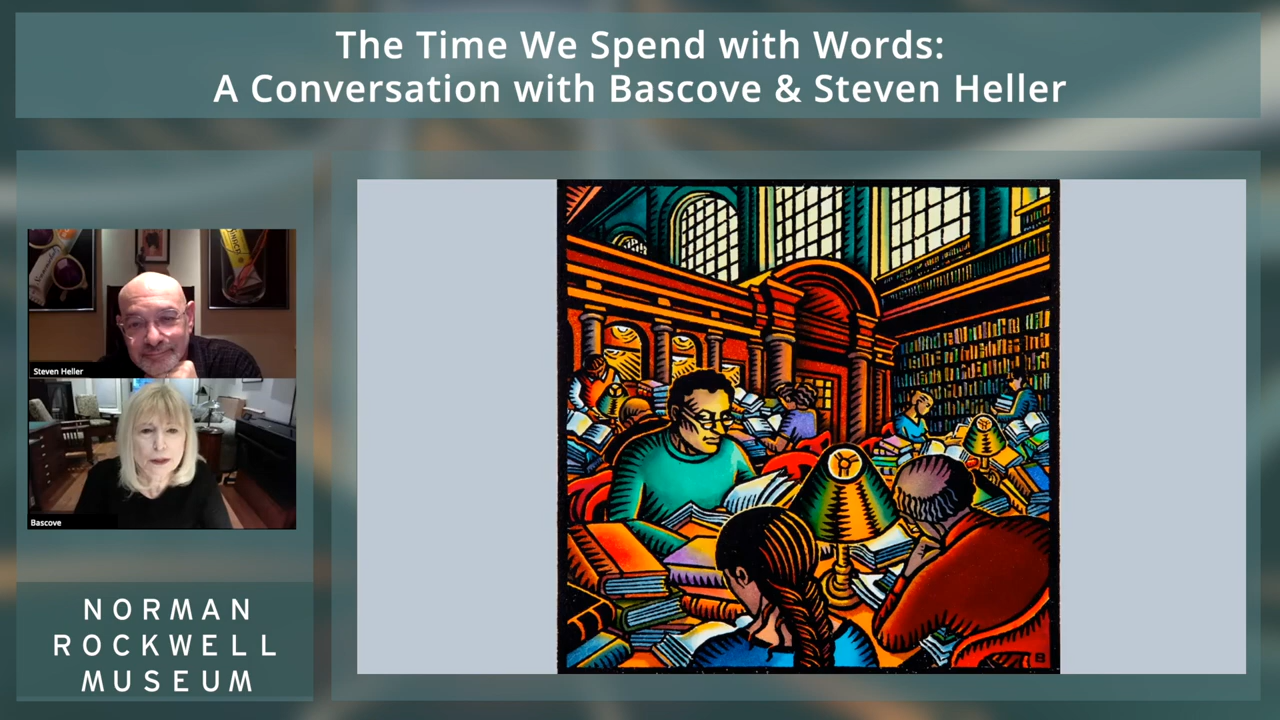 The Time We Spend with Words:
A Conversation with Bascove & Steven Heller
Steven Heller
Bascove
NORMAN
ROCKWELL
MUSEUM
B